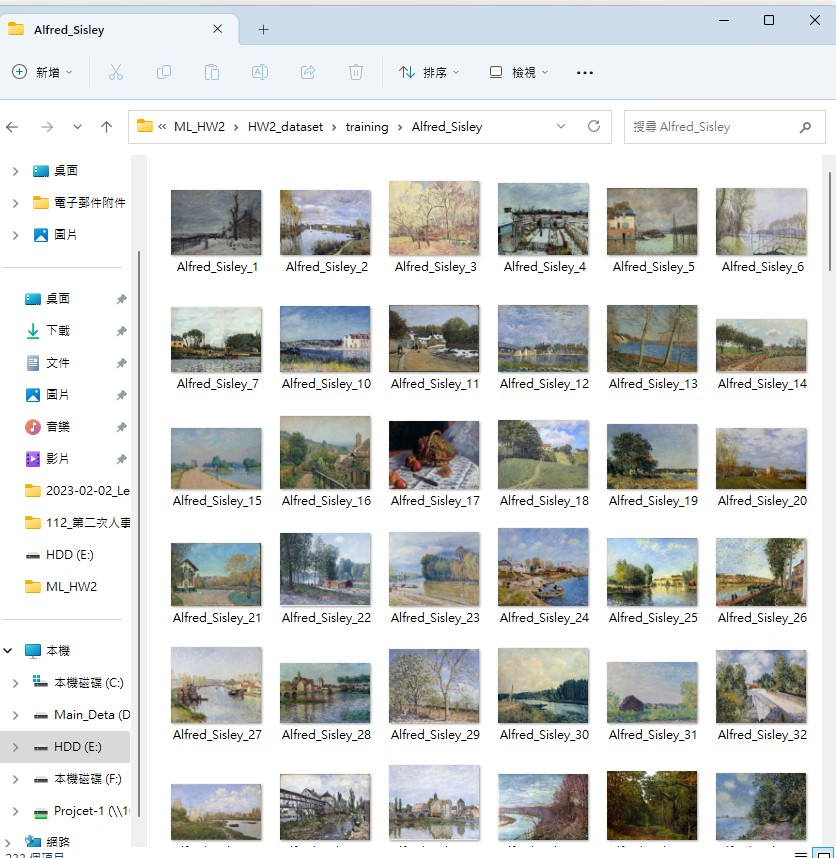 Alfred_Sisley
新增
排序
檢視
« ML_HW2 > HW2_dataset > training > Alfred_Sisley
搜尋 Alfred_Sisley
桌面
電子郵件附件
圖片
桌面
下載
文件
圖片
音樂
影片
2023-02-02_Le
112_第二次人事
HDD (E:)
ML_HW2
本機
本機磁碟 (C:)
Main_Deta (D
HDD (E:)
本機磁碟 (F:)
Projcet-1 (\\1
網路
Alfred_Sisley_1 Alfred_Sisley_2 Alfred_Sisley_3 Alfred_Sisley_4 Alfred_Sisley_5 Alfred_Sisley_6
Alfred_Sisley_7 Alfred_Sisley_10 Alfred_Sisley_11 Alfred_Sisley_12 Alfred_Sisley_13 Alfred_Sisley_14
Alfred_Sisley_15 Alfred_Sisley_16 Alfred_Sisley_17 Alfred_Sisley_18 Alfred_Sisley_19 Alfred_Sisley_20
Alfred_Sisley_21 Alfred_Sisley_22 Alfred_Sisley_23 Alfred_Sisley_24 Alfred_Sisley_25 Alfred_Sisley_26
Alfred_Sisley_27 Alfred_Sisley_28 Alfred_Sisley_29 Alfred_Sisley_30 Alfred_Sisley_31 Alfred_Sisley_32